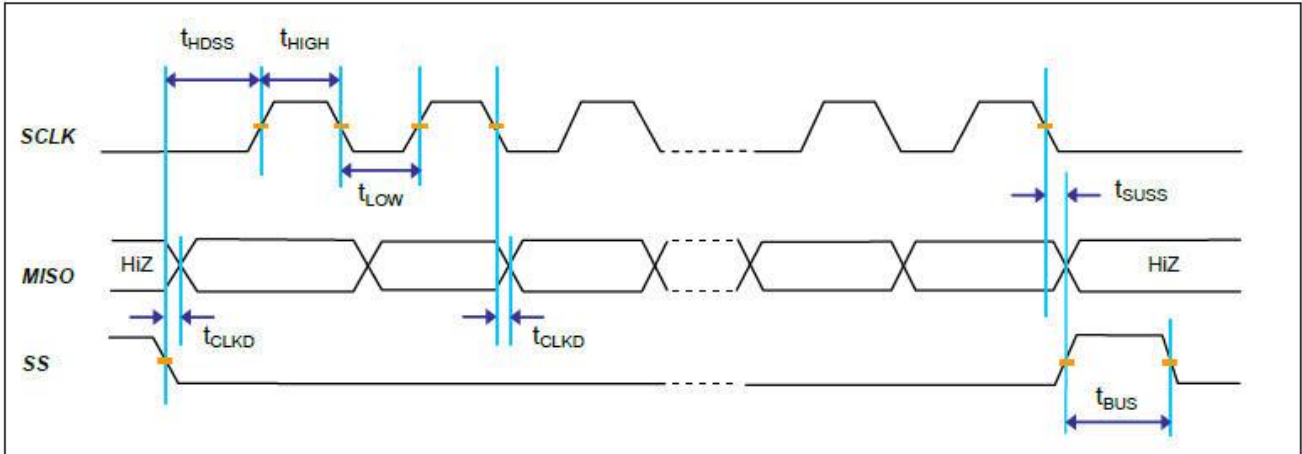 tHDSS tHIGH
SCLK
tLOW tSUSS
HiZ HiZ
MISO
tCLKD tCLKD
SS
tBUS